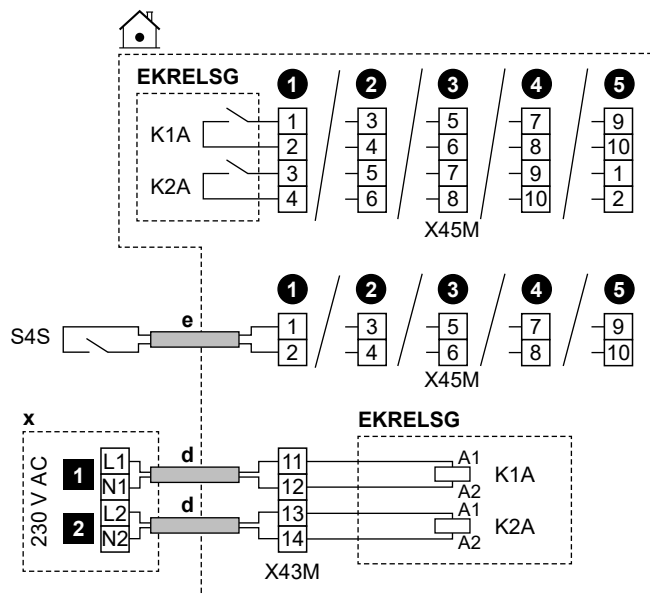 EKRELSG 1 / 2 / 3 / 4 / 5
K1A 1 3 5 7 9
2 4 6 8 10
K2A 3 5 7 9 1
4 6 8 10 2
X45M
1 / 2 / 3 / 4 / 5
e
S4S 1 3 5 7 9
2 4 6 8 10
X45M
x EKRELSG
230 V AC
1 L1 d 11 A1 K1A
N1 12 A2
2 L2 d 13 A1 K2A
N2 14 A2
X43M